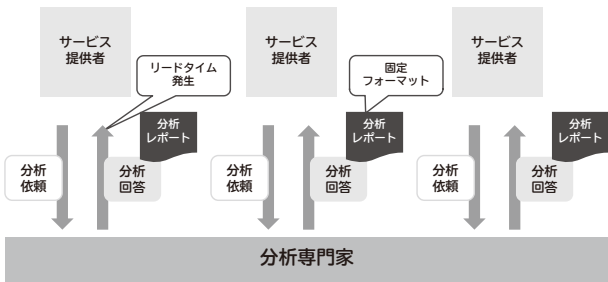 サービス
提供者
サービス
提供者
サービス
提供者
リードタイム
発生
固定
フォーマット
分析
レポート
分析
レポート
分析
レポート
分析
依頼
分析
回答
分析
依頼
分析
回答
分析
依頼
分析
回答
分析専門家